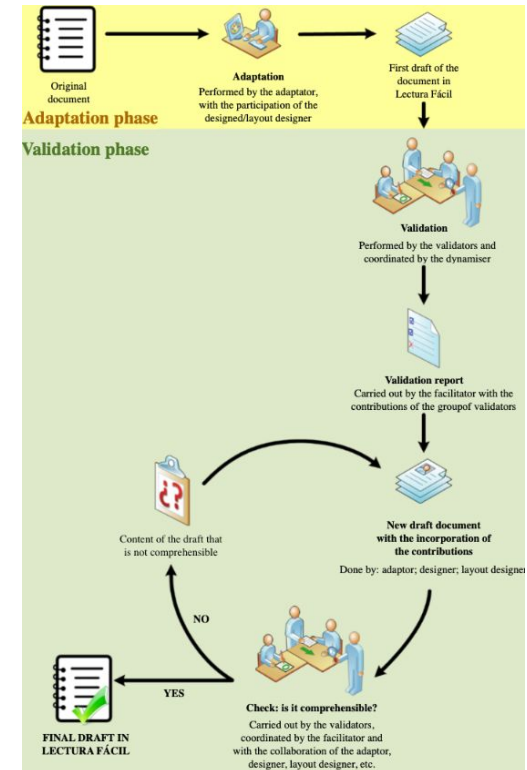 Original
document
Adaptation
Performed by the adaptator,
with the participation of the
designed/layout designer
First draft of the
document in
Lectura Fácil
Adaptation phase
Validation phase
Validation
Performed by the validators and
coordinated by the dynamiser
Validation report
Carried out by the facilitator with the
contributions of the groupof validators
¿?
Content of the draft that
is not comprehensible
New draft document
with the incorporation of
the contributions
Done by: adaptor; designer; layout designer
NO
YES
Check: is it comprehensible?
Carried out by the validators,
coordinated by the facilitator and
with the collaboration of the adaptor,
designer, layout designer, etc.
FINAL DRAFT IN
LECTURA FÁCIL